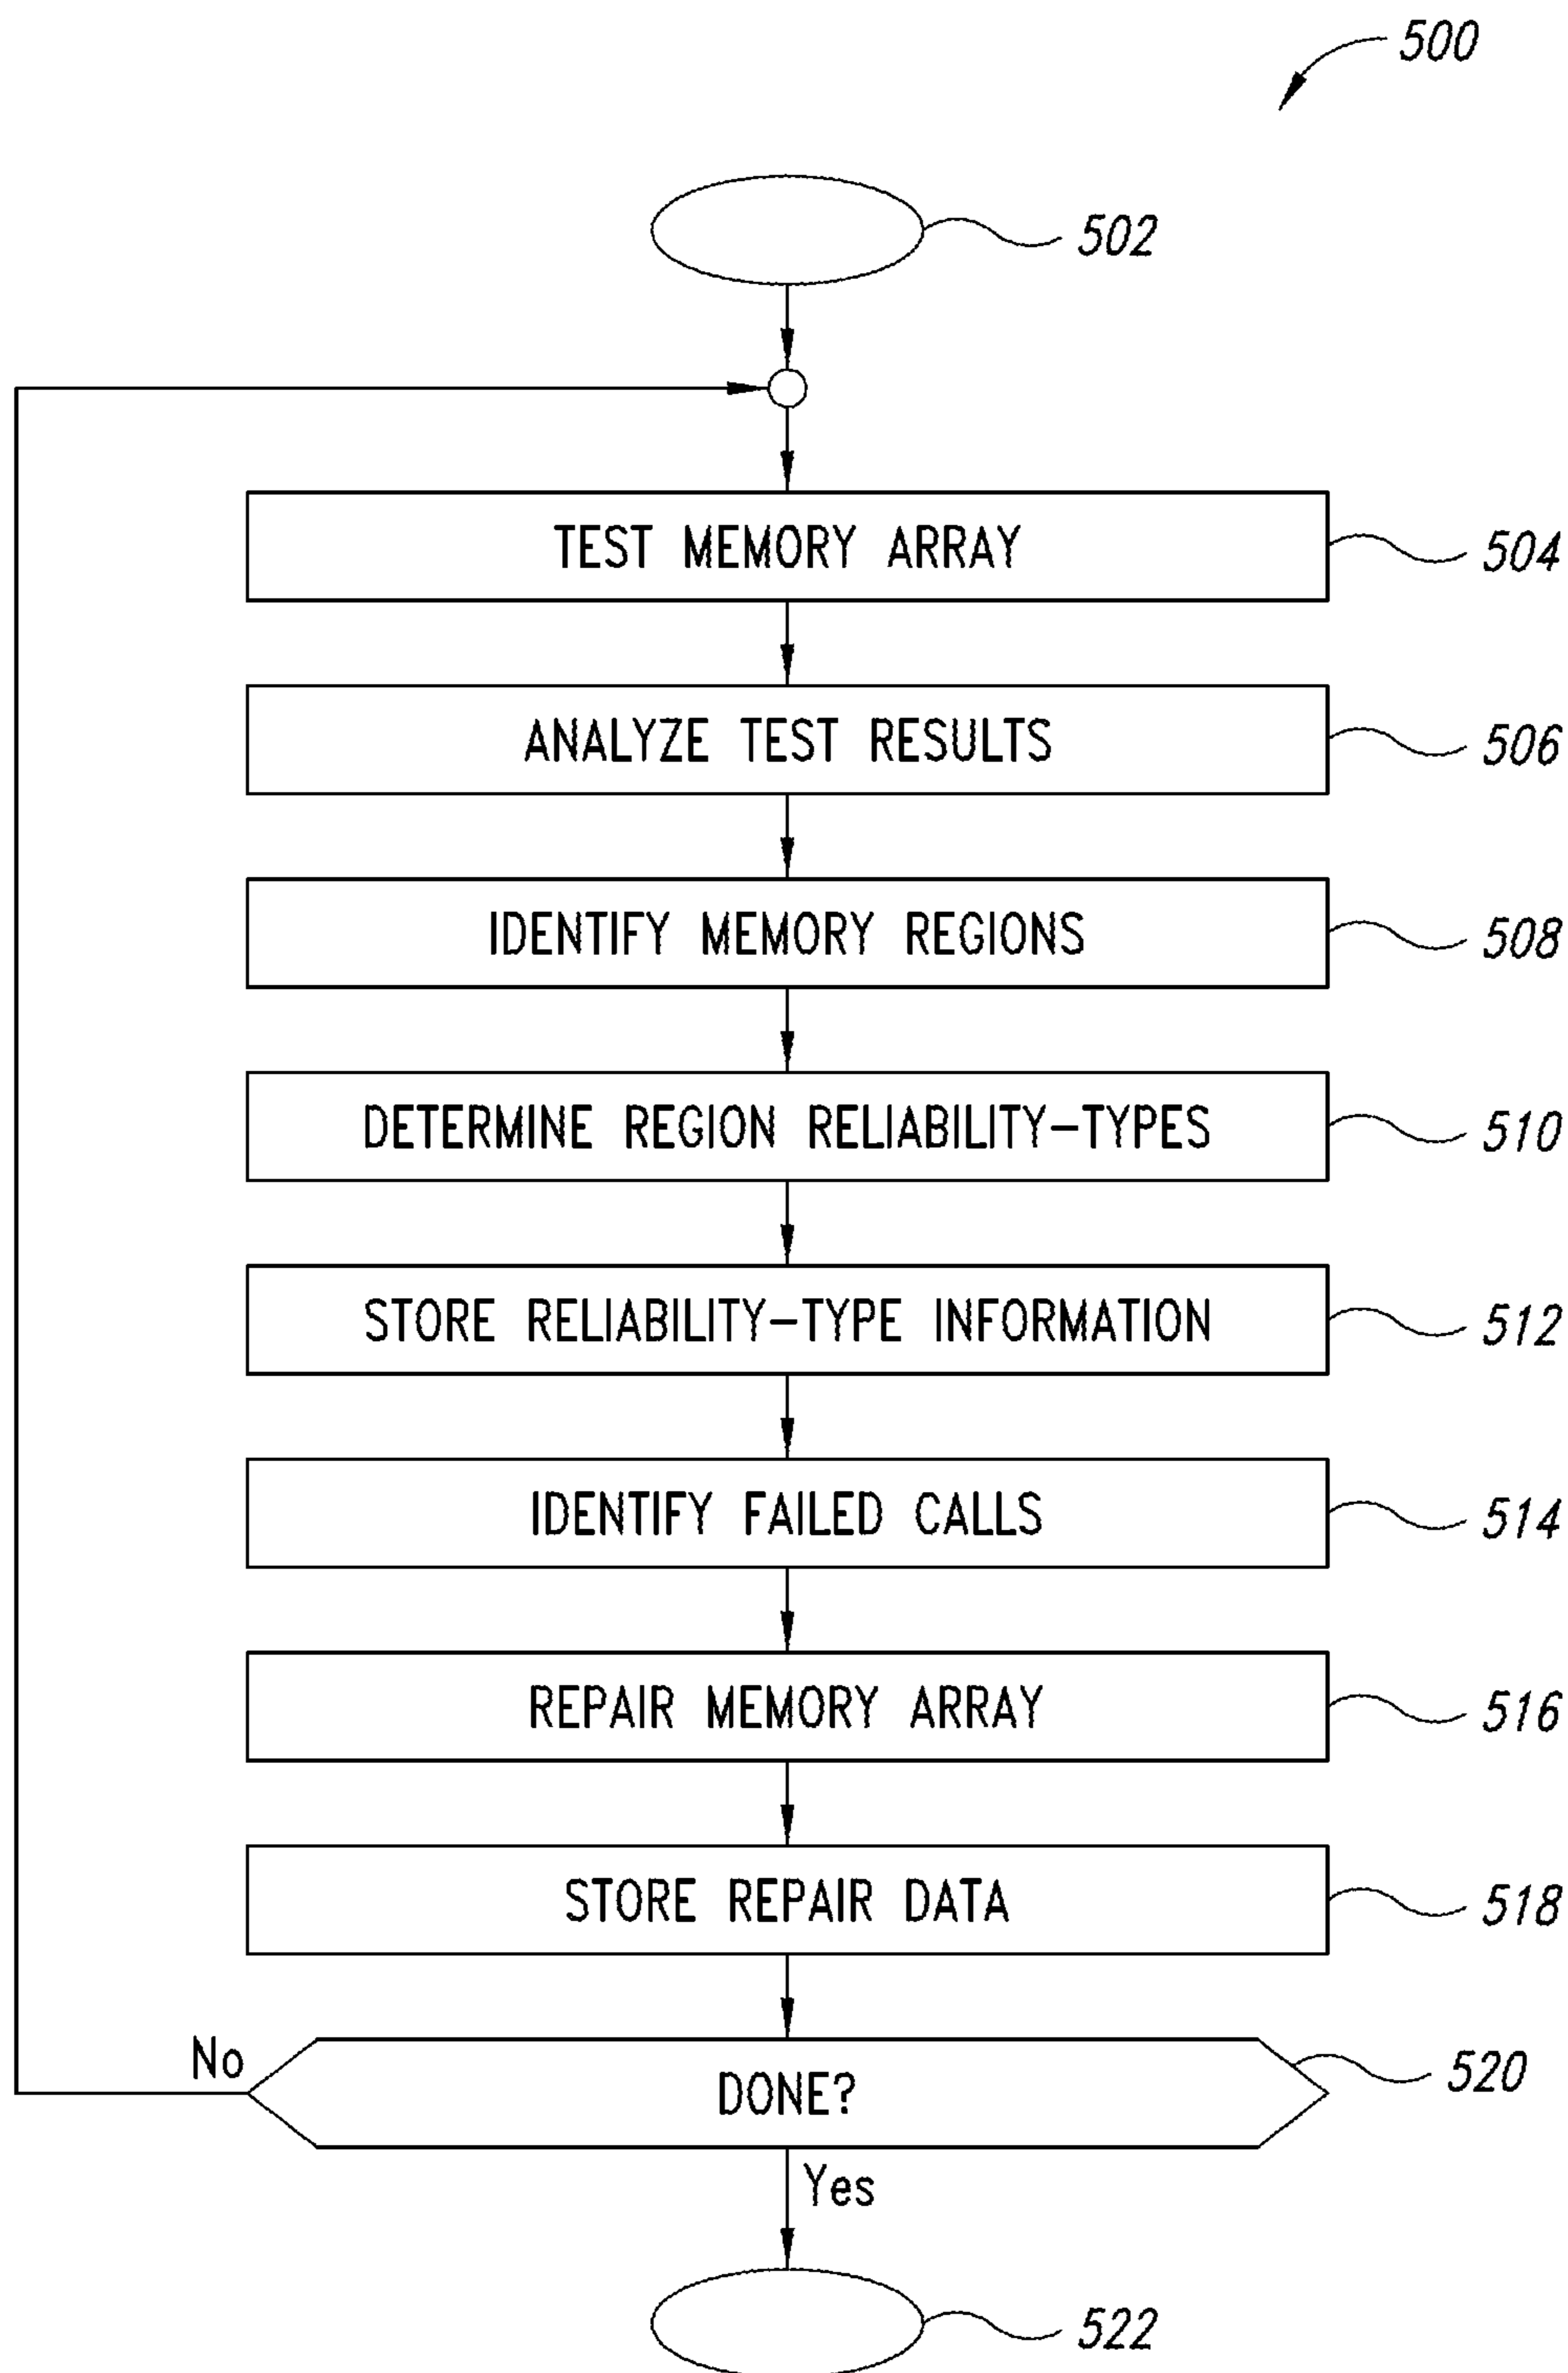 500
502
TEST MEMORY ARRAY 504
ANALYZE TEST RESULTS 506
IDENTIFY MEMORY REGIONS 508
DETERMINE REGION RELIABILITY-TYPES 510
STORE RELIABILITY-TYPE INFORMATION 512
IDENTIFY FAILED CALLS 514
REPAIR MEMORY ARRAY 516
STORE REPAIR DATA 518
No
DONE? 520
Yes
522